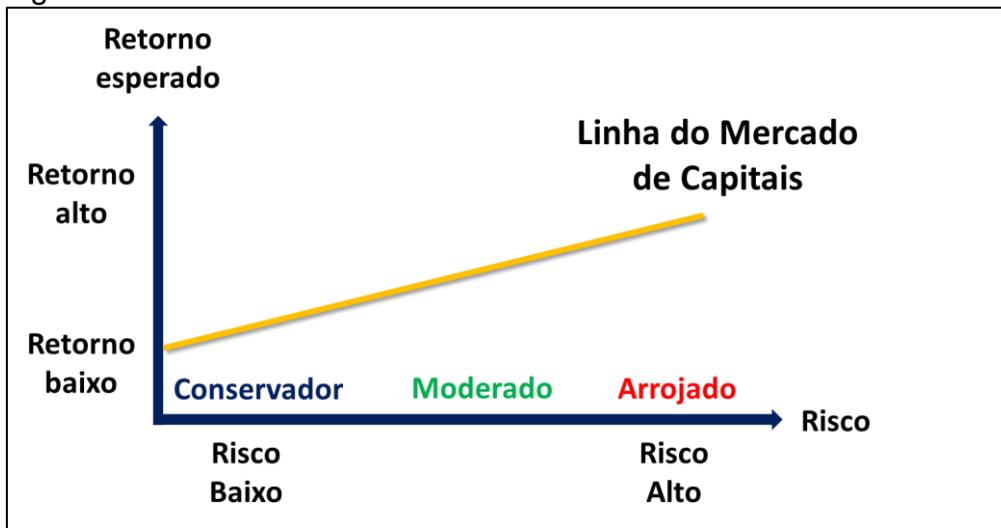 Retorno
esperado
Linha do Mercado
de Capitais
Retorno
alto
Retorno
baixo
Conservador
Moderado
Arrojado
Risco
Risco
Baixo
Risco
Alto